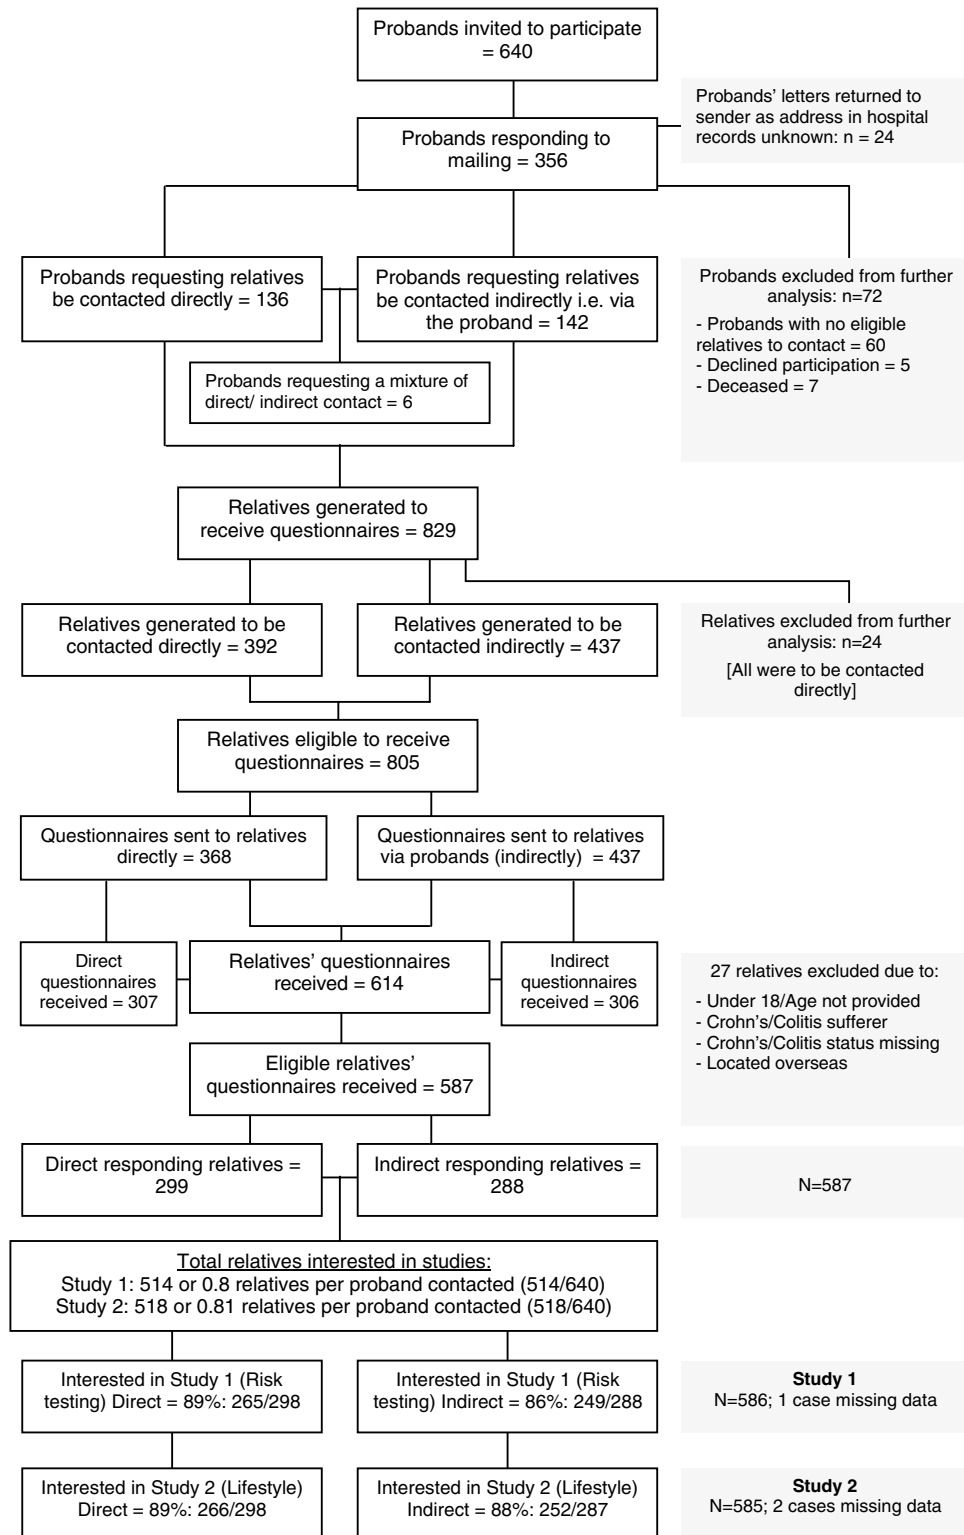 Probands invited to participate
= 640
Probands' letters returned to
sender as address in hospital
records unknown: n = 24
Probands responding to
mailing = 356
Probands requesting relatives
be contacted directly = 136
Probands requesting relatives
be contacted indirectly i.e. via
the proband = 142
Probands excluded from further
analysis: n=72
- Probands with no eligible
relatives to contact = 60
- Declined participation = 5
- Deceased = 7
Probands requesting a mixture of
direct/ indirect contact = 6
Relatives generated to
receive questionnaires = 829
Relatives generated to be
contacted directly = 392
Relatives generated to be
contacted indirectly = 437
Relatives excluded from further
analysis: n=24
[All were to be contacted
directly]
Relatives eligible to receive
questionnaires = 805
Questionnaires sent to relatives
directly = 368
Questionnaires sent to relatives
via probands (indirectly) = 437
Direct
questionnaires
received = 307
Relatives' questionnaires
received = 614
Indirect
questionnaires
received = 306
27 relatives excluded due to:
- Under 18/Age not provided
- Crohn's/Colitis sufferer
- Crohn's/Colitis status missing
- Located overseas
Eligible relatives'
questionnaires received = 587
Direct responding relatives =
299
Indirect responding relatives =
288
N=587
Total relatives interested in studies:
Study 1: 514 or 0.8 relatives per proband contacted (514/640)
Study 2: 518 or 0.81 relatives per proband contacted (518/640)
Interested in Study 1 (Risk
testing) Direct = 89%: 265/298
Interested in Study 1 (Risk
testing) Indirect = 86%: 249/288
Study 1
N=586; 1 case missing data
Interested in Study 2 (Lifestyle)
Direct = 89%: 266/298
Interested in Study 2 (Lifestyle)
Indirect = 88%: 252/287
Study 2
N=585; 2 cases missing data